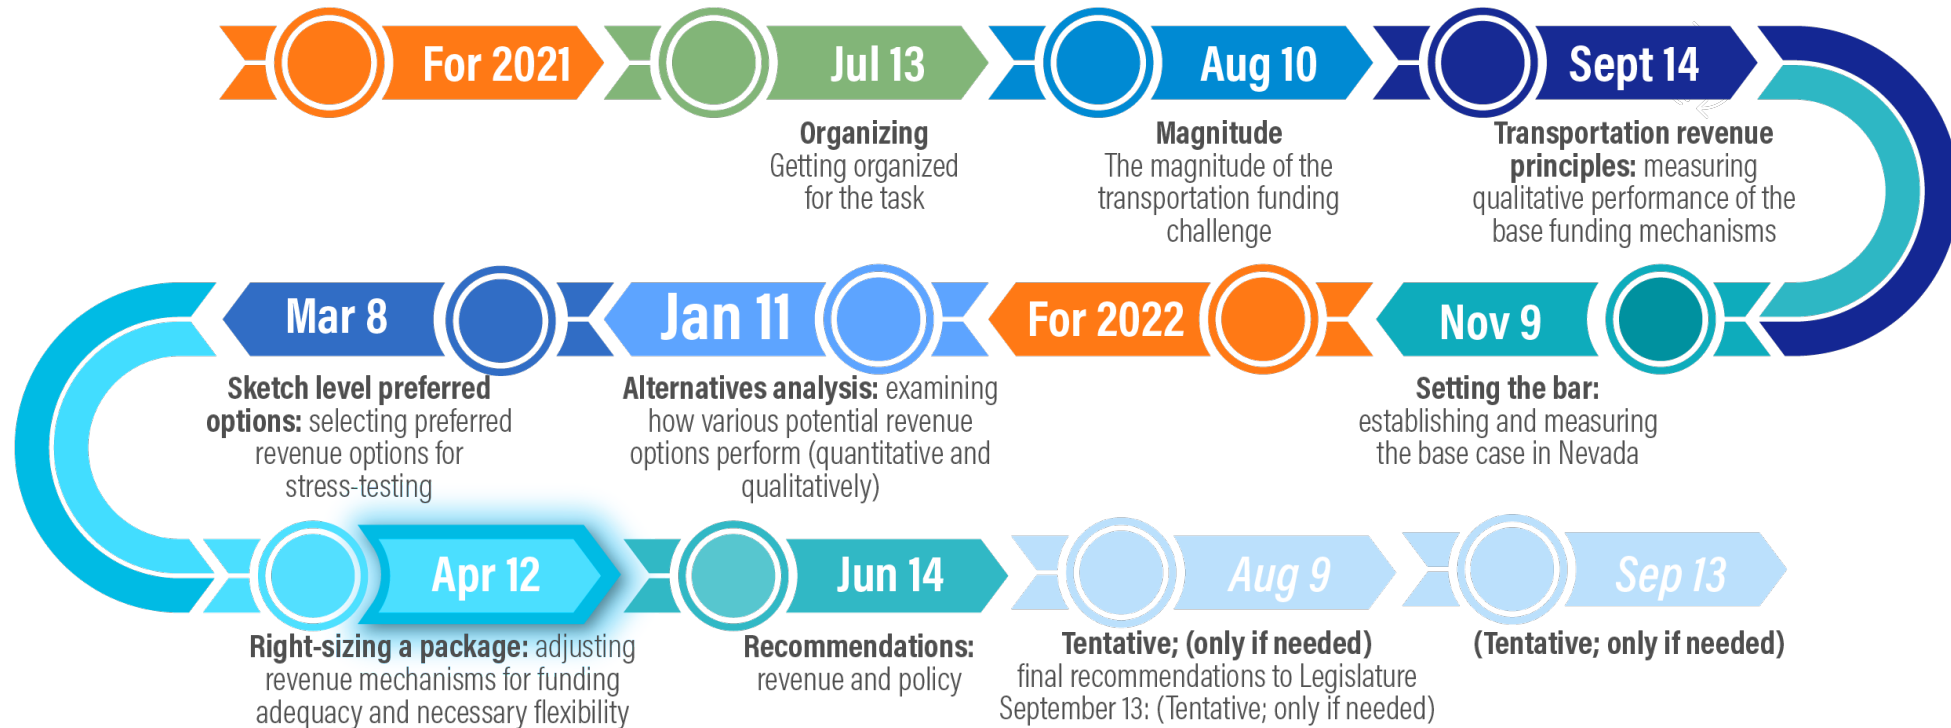 For 2021
Jul 13
Aug 10
Sept 14
Organizing
Getting organized
for the task
Magnitude
The magnitude of the
transportation funding
challenge
Transportation revenue
principles: measuring
qualitative performance of the
base funding mechanisms
Nov 9
Setting the bar:
establishing and measuring
the base case in Nevada
For 2022
Jan 11
Alternatives analysis: examining
how various potential revenue
options perform (quantitative and
qualitatively)
Mar 8
Sketch level preferred
options: selecting preferred
revenue options for
stress-testing
Apr 12
Right-sizing a package: adjusting
revenue mechanisms for funding
adequacy and necessary flexibility
Jun 14
Recommendations:
revenue and policy
Aug 9
Tentative; (only if needed)
final recommendations to Legislature
September 13: (Tentative; only if needed)
Sep 13
(Tentative; only if needed)